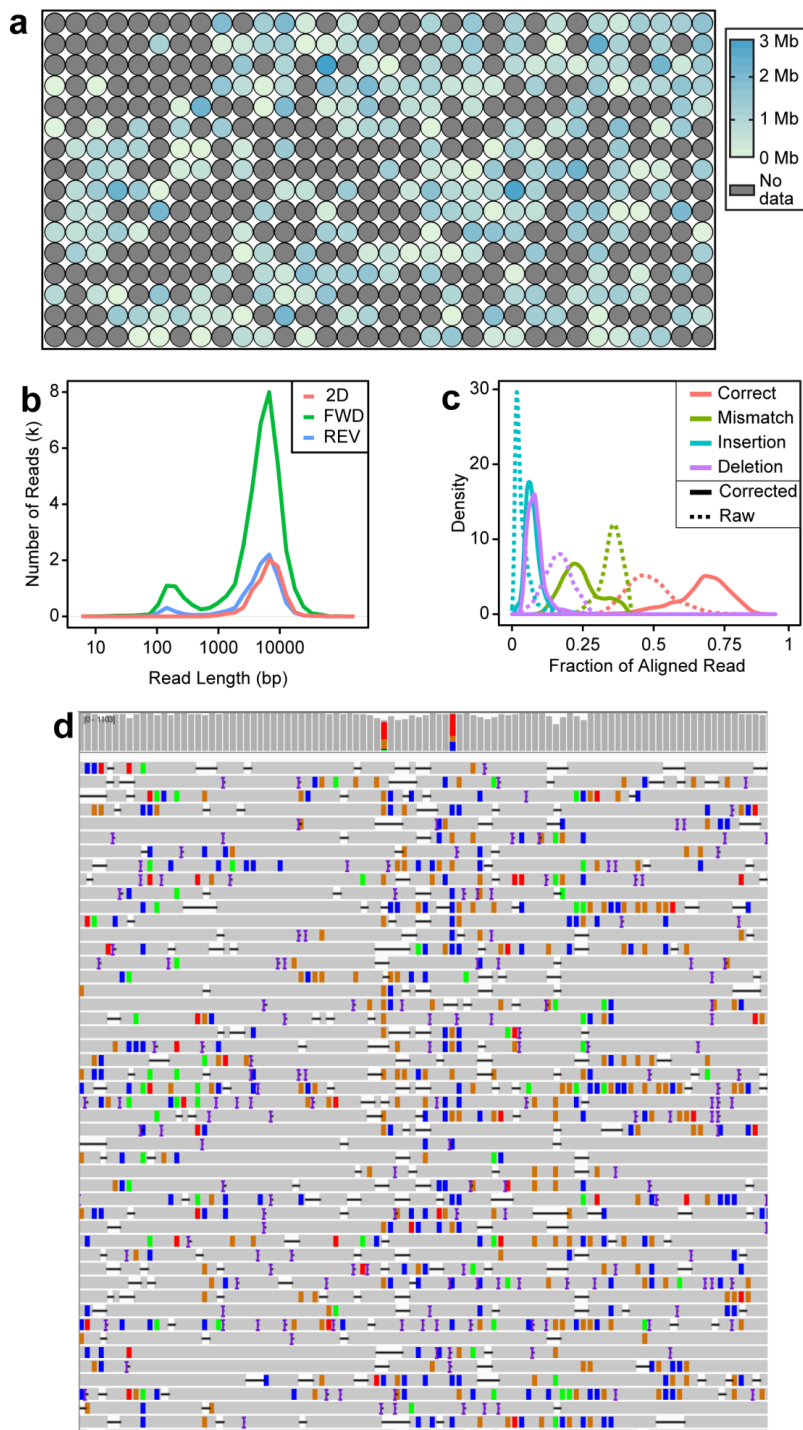 a
3 Mb
2 Mb
1 Mb
0 Mb
No
data
b
Number of Reads (k)
8
6
4
2
0
10
100
1000
10000
Read Length (bp)
2D
FWD
REV
c
Density
30
20
10
0
0
0.25
0.5
0.75
1
Fraction of Aligned Read
Correct
Mismatch
Insertion
Deletion
Corrected
Raw
d
[0 - 1103]